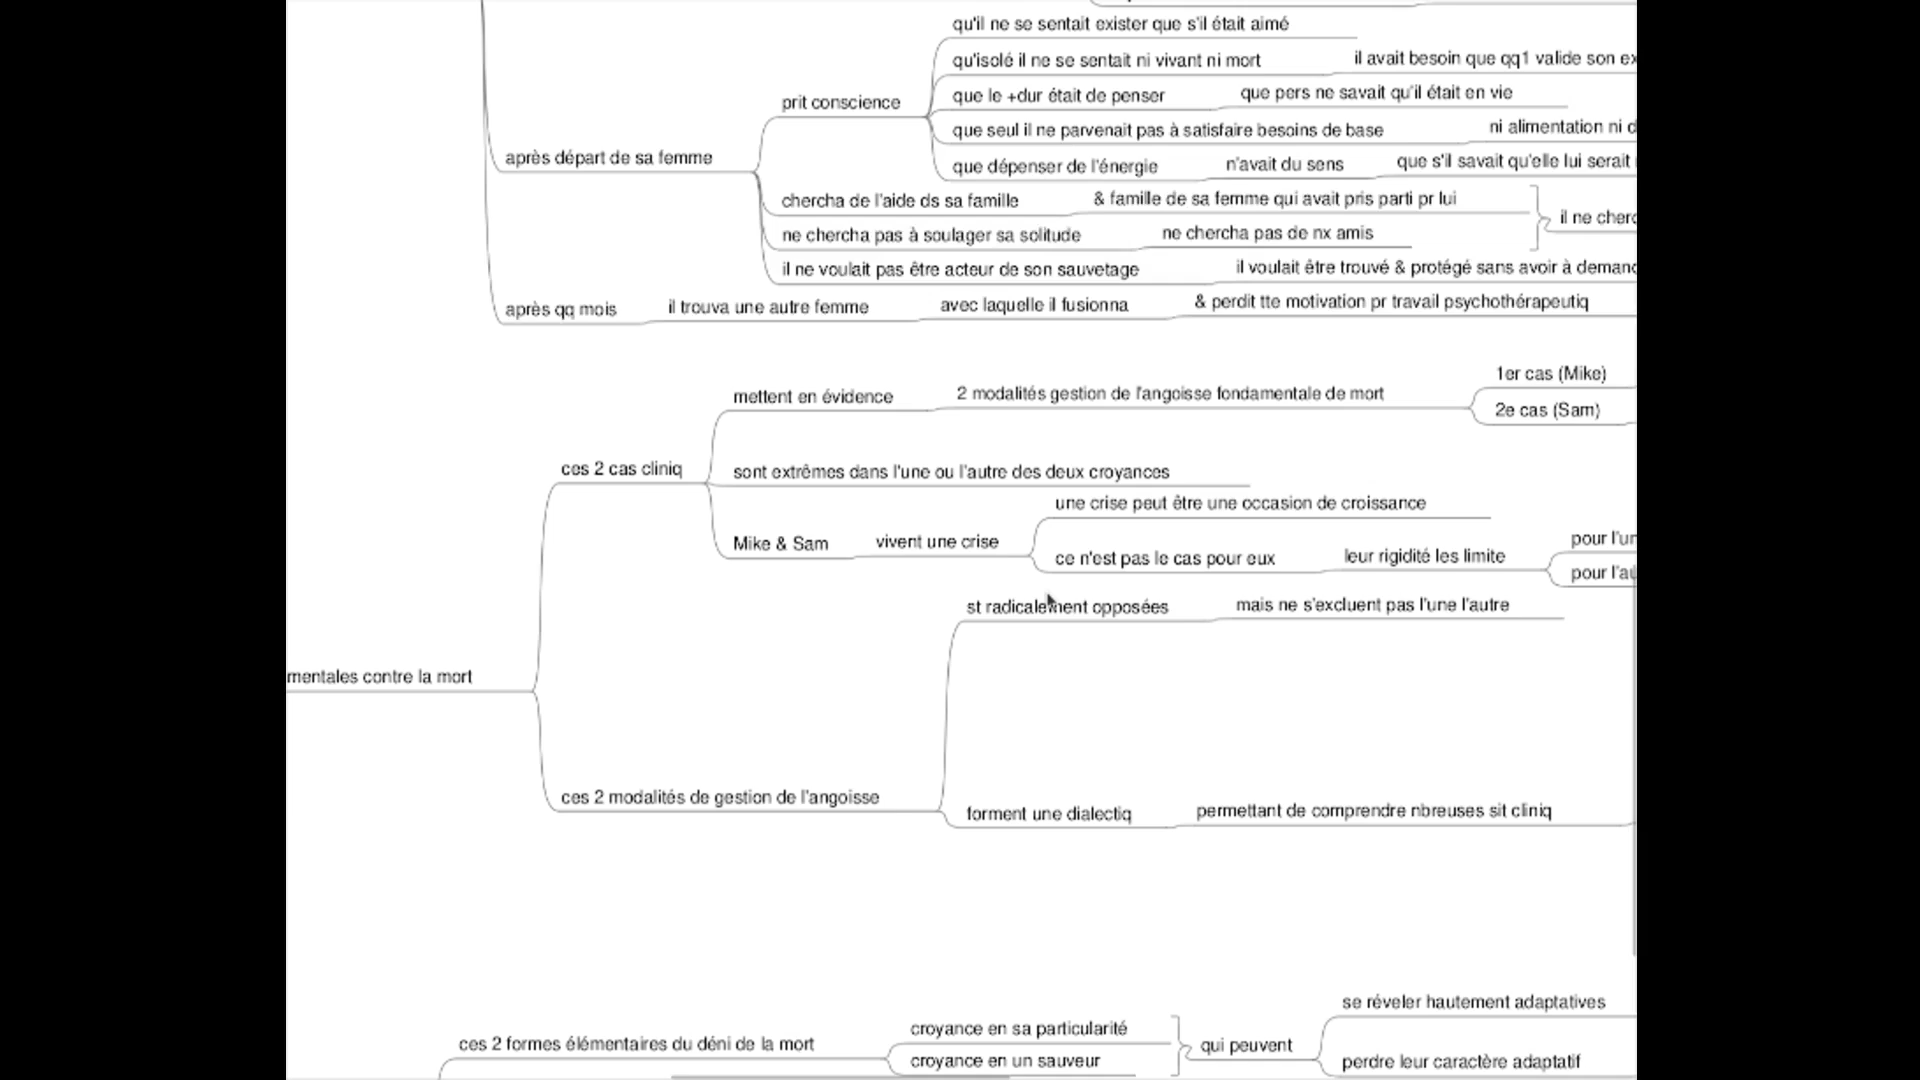 qu'il ne se sentait exister que s'il était aimé
qu'isolé il ne se sentait ni vivant ni mort il avait besoin que qq1 valide son ex
prit conscience que le +dur était de penser que pers ne savait qu'il était en vie
que seul il ne parvenait pas à satisfaire besoins de base ni alimentation ni d
après départ de sa femme que dépenser de l'énergie n'avait du sens que s'il savait qu'elle lui serait
chercha de l'aide ds sa famille & famille de sa femme qui avait pris parti pr lui
il ne cherc
ne chercha pas à soulager sa solitude ne chercha pas de nx amis
il ne voulait pas être acteur de son sauvetage il voulait être trouvé & protégé sans avoir à demanc
après qq mois il trouva une autre femme avec laquelle il fusionna & perdit tte motivation pr travail psychothérapeutiq
1er cas (Mike)
mettent en évidence 2 modalités gestion de l'angoisse fondamentale de mort
2e cas (Sam)
ces 2 cas cliniq sont extrêmes dans l'une ou l'autre des deux croyances
une crise peut être une occasion de croissance
Mike & Sam vivent une crise pour l'un
ce n'est pas le cas pour eux leur rigidité les limite
pour l'au
st radicalement opposées mais ne s'excluent pas l'une l'autre
mentales contre la mort
ces 2 modalités de gestion de l'angoisse
forment une dialectiq permettant de comprendre nbreuses sit cliniq
se réveler hautement adaptatives
croyance en sa particularité
ces 2 formes élémentaires du déni de la mort qui peuvent
croyance en un sauveur perdre leur caractère adaptatif